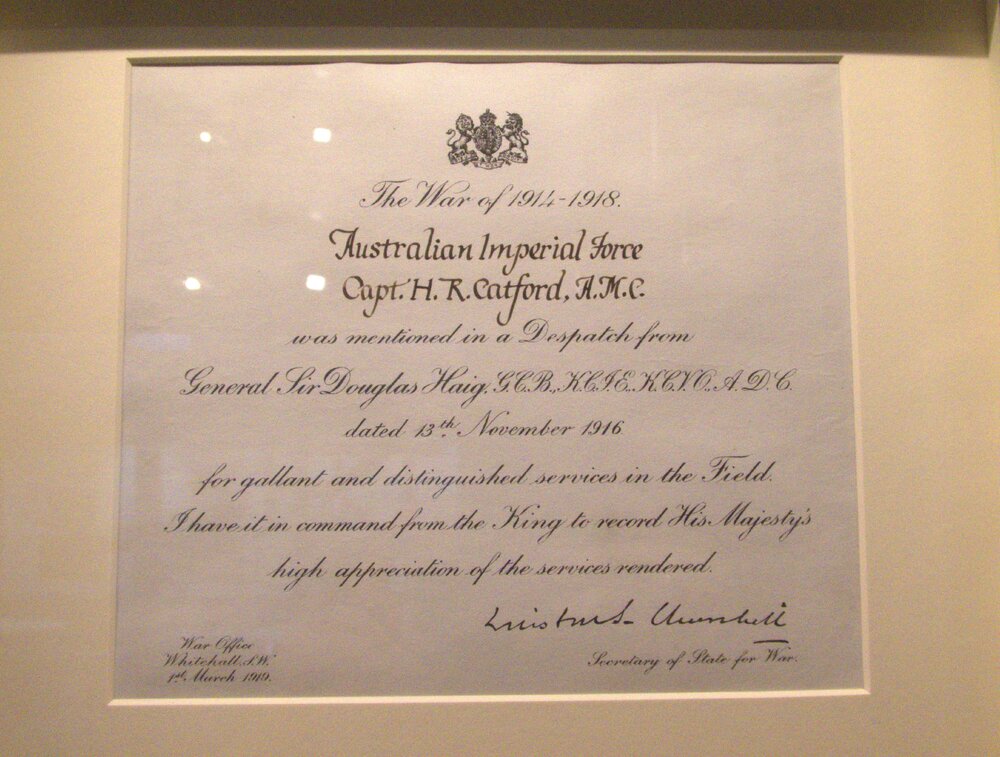 The War of 1914-1918.
Australian Imperial Force
Capt. H. R. Catford, A.M.C.
was mentioned in a Despatch from
General Sir Douglas Haig, G.C.B., K.C.I.E., K.C.V.O., A.D.C.
dated 13th November 1916
for gallant and distinguished services in the Field.
I have it in command from the King to record His Majesty's
high appreciation of the services rendered.
Winston S. Churchill
War Office
Whitehall, S.W.
1st March 1919.
Secretary of State for War.